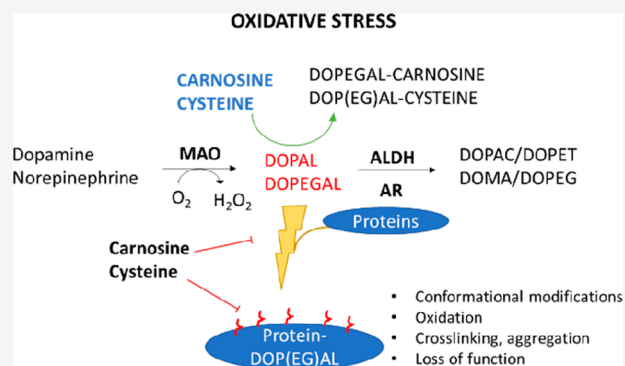 OXIDATIVE STRESS
CARNOSINE
CYSTEINE
DOPEGAL-CARNOSINE
DOP(EG)AL-CYSTEINE
Dopamine
Norepinephrine
MAO
O₂
H₂O₂
DOPAL
DOPEGAL
ALDH
AR
DOPAC/DOPET
DOMA/DOPEG
Proteins
Carnosine
Cysteine
Protein-
DOP(EG)AL
• Conformational modifications
• Oxidation
• Crosslinking, aggregation
• Loss of function